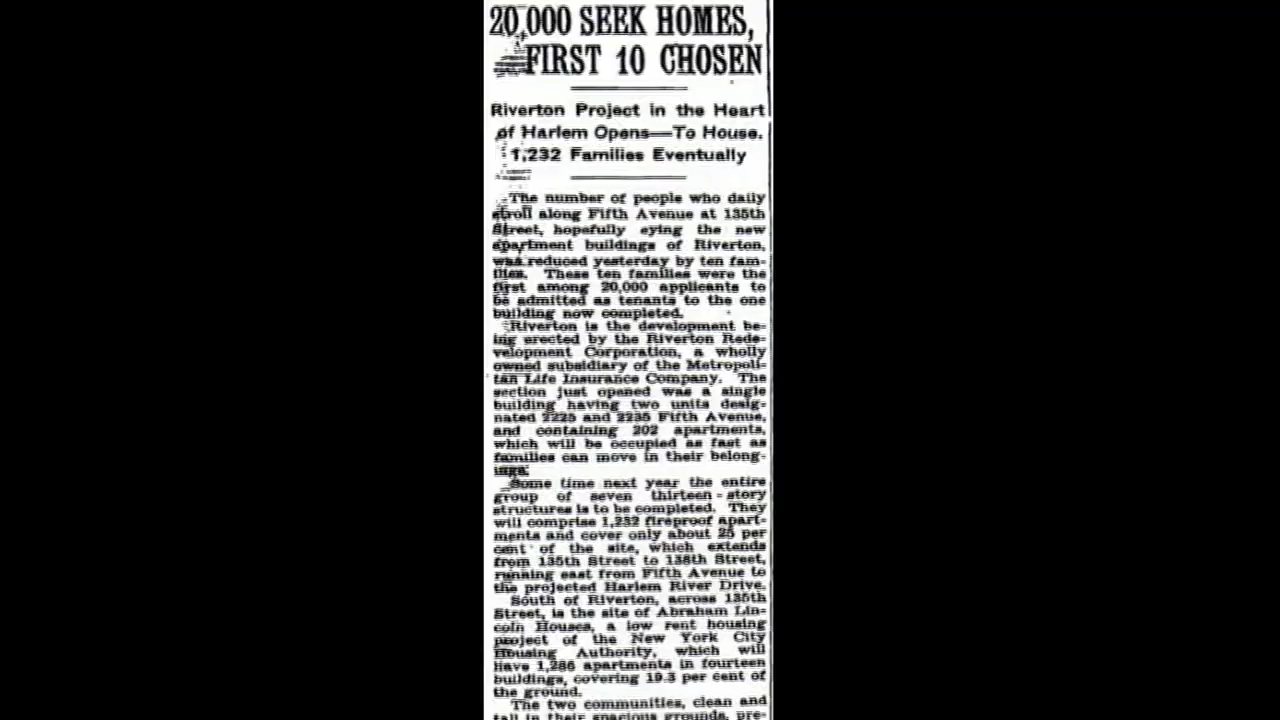 20,000 SEEK HOMES,
FIRST 10 CHOSEN
Riverton Project in the Heart
of Harlem Opens—To House
1,232 Families Eventually
The number of people who daily
stroll along Fifth Avenue at 135th
Street, hopefully eying the new
apartment buildings of Riverton,
was reduced yesterday by ten fam-
ilies. These ten families were the
first among 20,000 applicants to
be admitted as tenants to the one
building now completed.
Riverton is the development be-
ing erected by the Riverton Rede-
velopment Corporation, a wholly
owned subsidiary of the Metropoli-
tan Life Insurance Company. The
section just opened was a single
building having two units desig-
nated 2225 and 2235 Fifth Avenue,
and containing 202 apartments,
which will be occupied as fast as
families can move in their belong-
ings.
Some time next year the entire
group of seven thirteen-story
structures is to be completed. They
will comprise 1,232 fireproof apart-
ments and cover only about 25 per
cent of the site, which extends
from 135th Street to 138th Street,
running east from Fifth Avenue to
the projected Harlem River Drive.
South of Riverton, across 135th
Street, is the site of Abraham Lin-
coln Houses, a low rent housing
project of the New York City
Housing Authority, which will
have 1,286 apartments in fourteen
buildings, covering 19.3 per cent of
the ground.
The two communities, clean and
tall in their spacious grounds, pre-